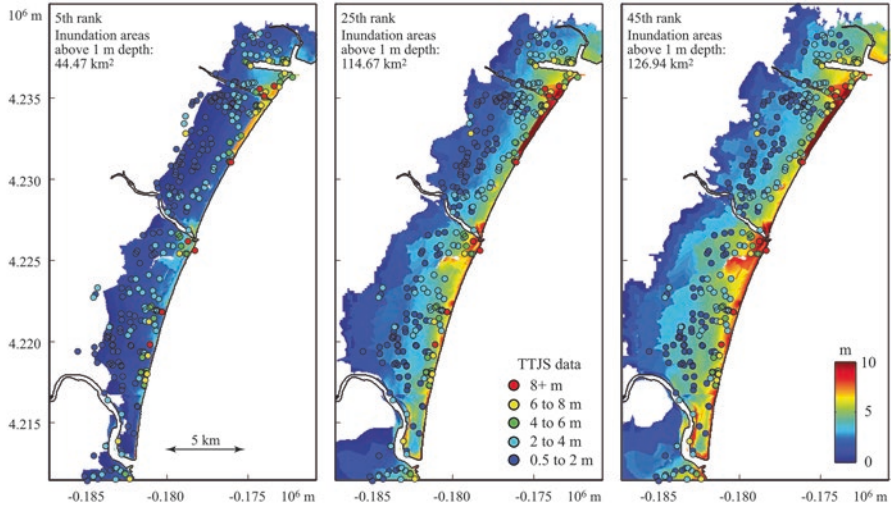 10⁶ m
5th rank
Inundation areas
above 1 m depth:
44.47 km²
25th rank
Inundation areas
above 1 m depth:
114.67 km²
45th rank
Inundation areas
above 1 m depth:
126.94 km²
4.235
4.230
4.225
4.220
4.215
5 km
TTJS data
8+ m
6 to 8 m
4 to 6 m
2 to 4 m
0.5 to 2 m
m
10
5
0
-0.185 -0.180 -0.175 10⁶ m
-0.185 -0.180 -0.175 10⁶ m
-0.185 -0.180 -0.175 10⁶ m